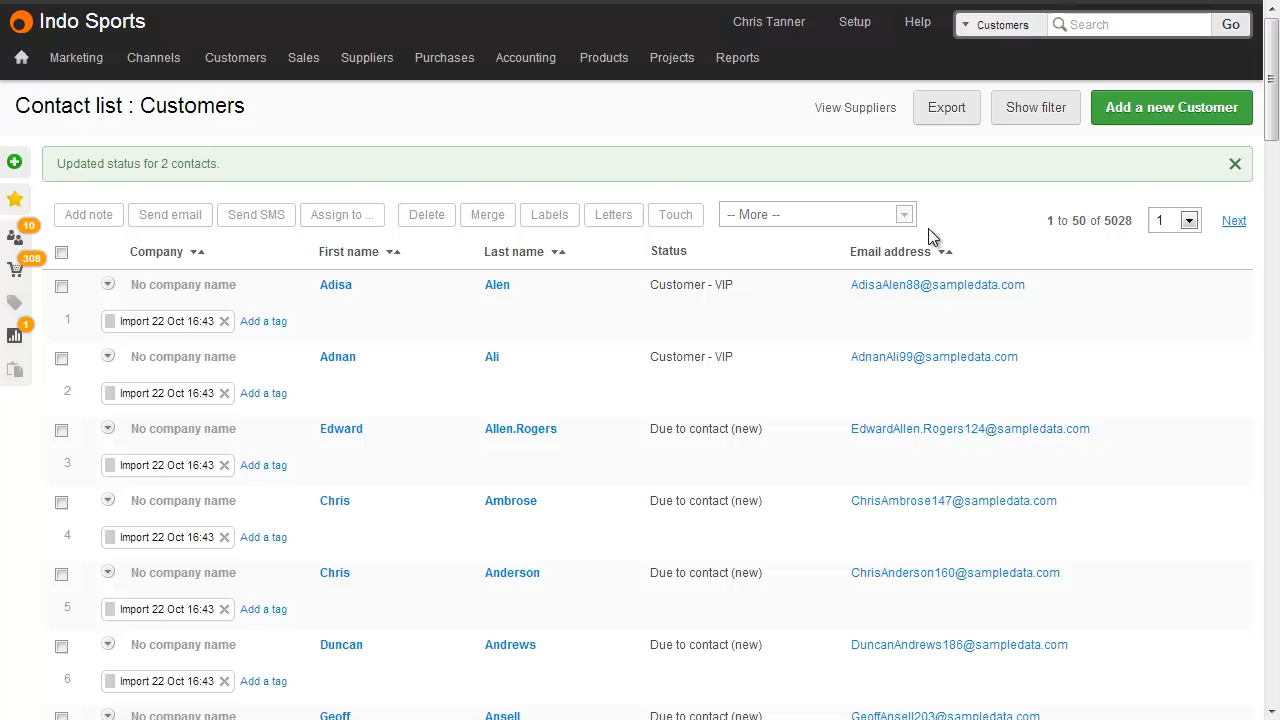 Indo Sports
Chris Tanner Setup Help Customers Search Go
Marketing Channels Customers Sales Suppliers Purchases Accounting Products Projects Reports
Contact list : Customers
View Suppliers Export Show filter Add a new Customer
Updated status for 2 contacts.
Add note Send email Send SMS Assign to ... Delete Merge Labels Letters Touch -- More --
1 to 50 of 5028 1 Next
10
308
1
Company First name Last name Status Email address
No company name Adisa Alen Customer - VIP AdisaAlen88@sampledata.com
1 Import 22 Oct 16:43 Add a tag
No company name Adnan Ali Customer - VIP AdnanAli99@sampledata.com
2 Import 22 Oct 16:43 Add a tag
No company name Edward Allen.Rogers Due to contact (new) EdwardAllen.Rogers124@sampledata.com
3 Import 22 Oct 16:43 Add a tag
No company name Chris Ambrose Due to contact (new) ChrisAmbrose147@sampledata.com
4 Import 22 Oct 16:43 Add a tag
No company name Chris Anderson Due to contact (new) ChrisAnderson160@sampledata.com
5 Import 22 Oct 16:43 Add a tag
No company name Duncan Andrews Due to contact (new) DuncanAndrews186@sampledata.com
6 Import 22 Oct 16:43 Add a tag
No company name Geoff Ansell Due to contact (new) GeoffAnsell203@sampledata.com